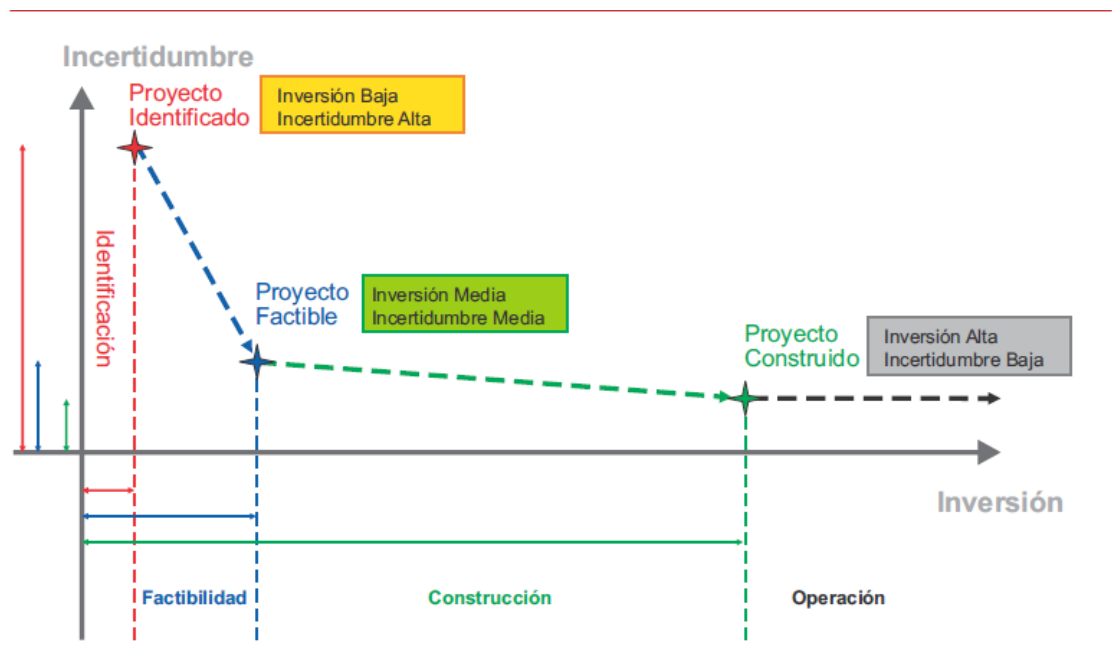 Incertidumbre
Proyecto
Identificado
Inversión Baja
Incertidumbre Alta
Identificación
Proyecto
Factible
Inversión Media
Incertidumbre Media
Proyecto
Construido
Inversión Alta
Incertidumbre Baja
Inversión
Factibilidad
Construcción
Operación